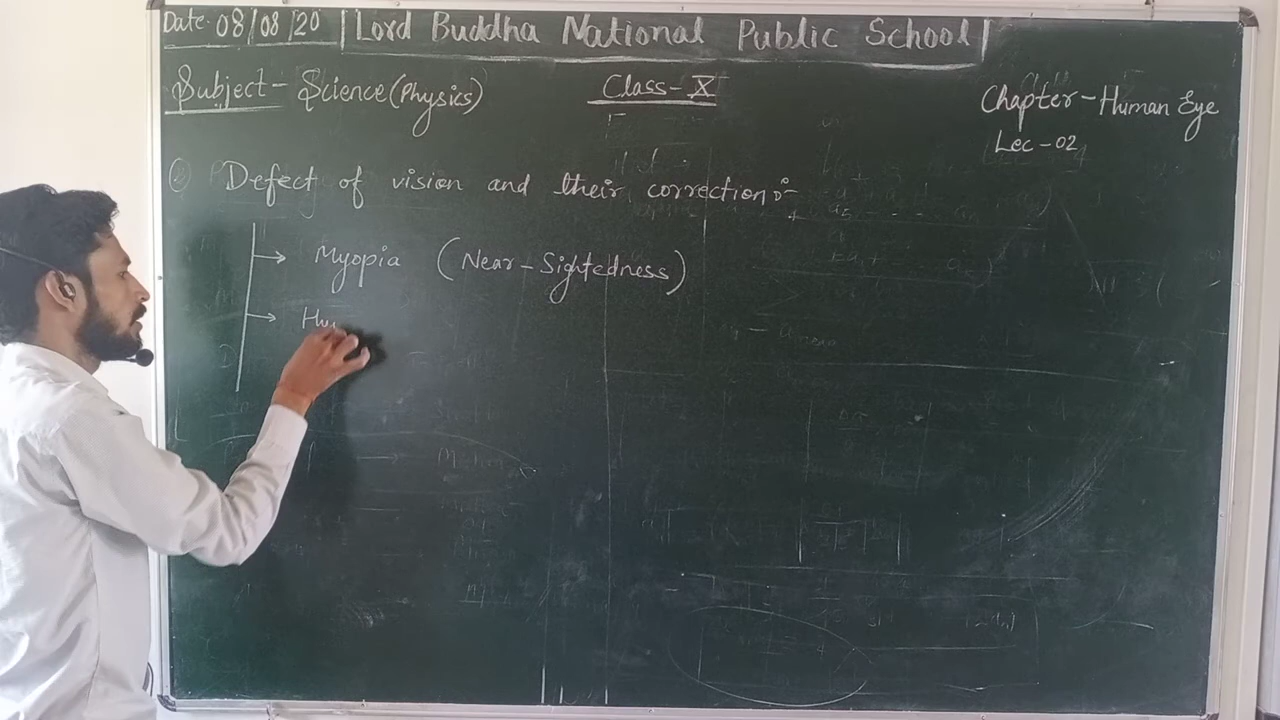 Date- 08/08/20 Lord Buddha National Public School
Subject - Science (Physics) Class - X Chapter - Human Eye
Lec - 02
Defect of vision and their correction:-
→ Myopia (Near-Sightedness)
→ Hy